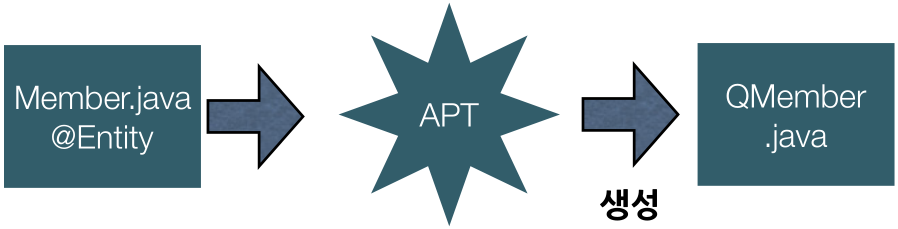 Member.java
@Entity
APT
생성
QMember
.java